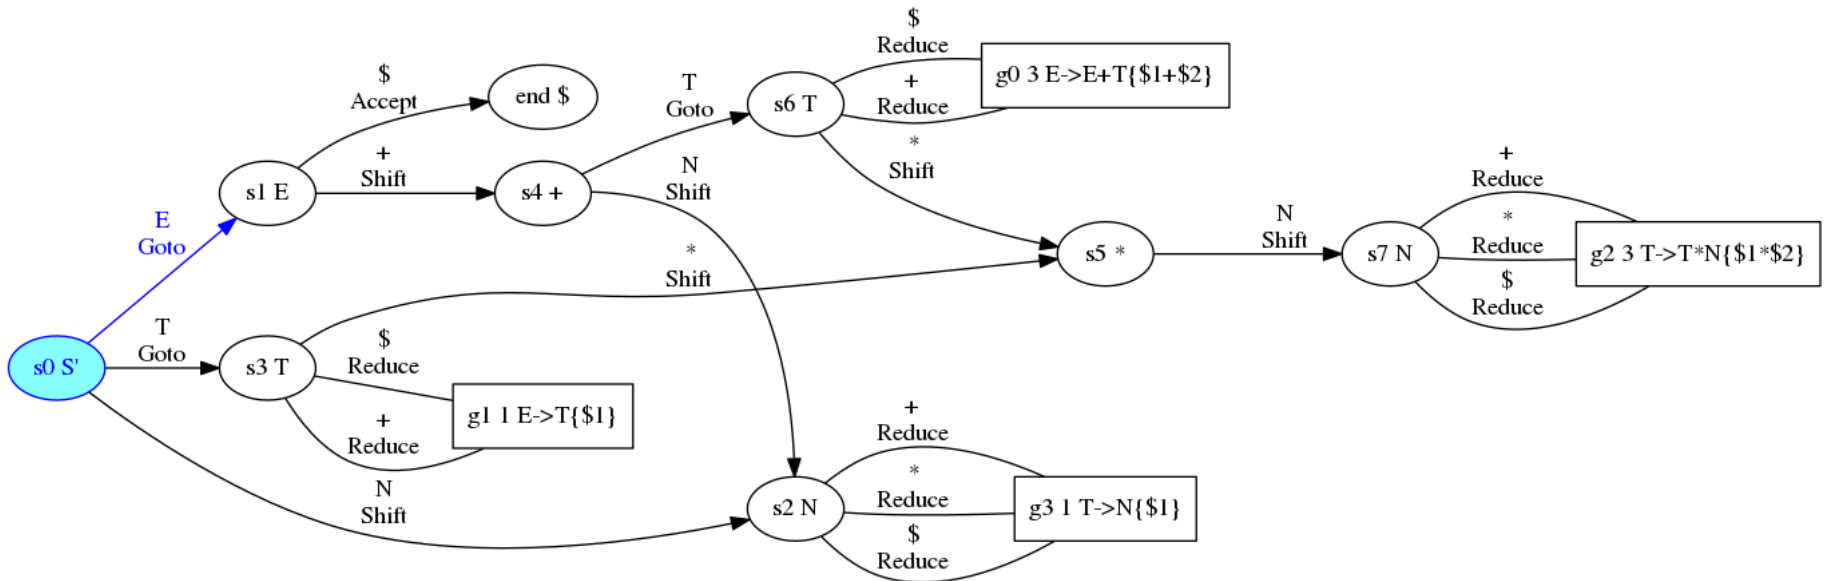 $
Reduce
g0 3 E->E+T{$1+$2}
+
Reduce
$
Accept
end $
T
Goto
s6 T
*
Shift
+
Shift
s1 E
s4 +
N
Shift
+
Reduce
E
Goto
*
Shift
s5 *
N
Shift
s7 N
*
Reduce
g2 3 T->T*N{$1*$2}
$
Reduce
s0 S'
T
Goto
s3 T
$
Reduce
g1 1 E->T{$1}
+
Reduce
N
Shift
+
Reduce
s2 N
*
Reduce
g3 1 T->N{$1}
$
Reduce